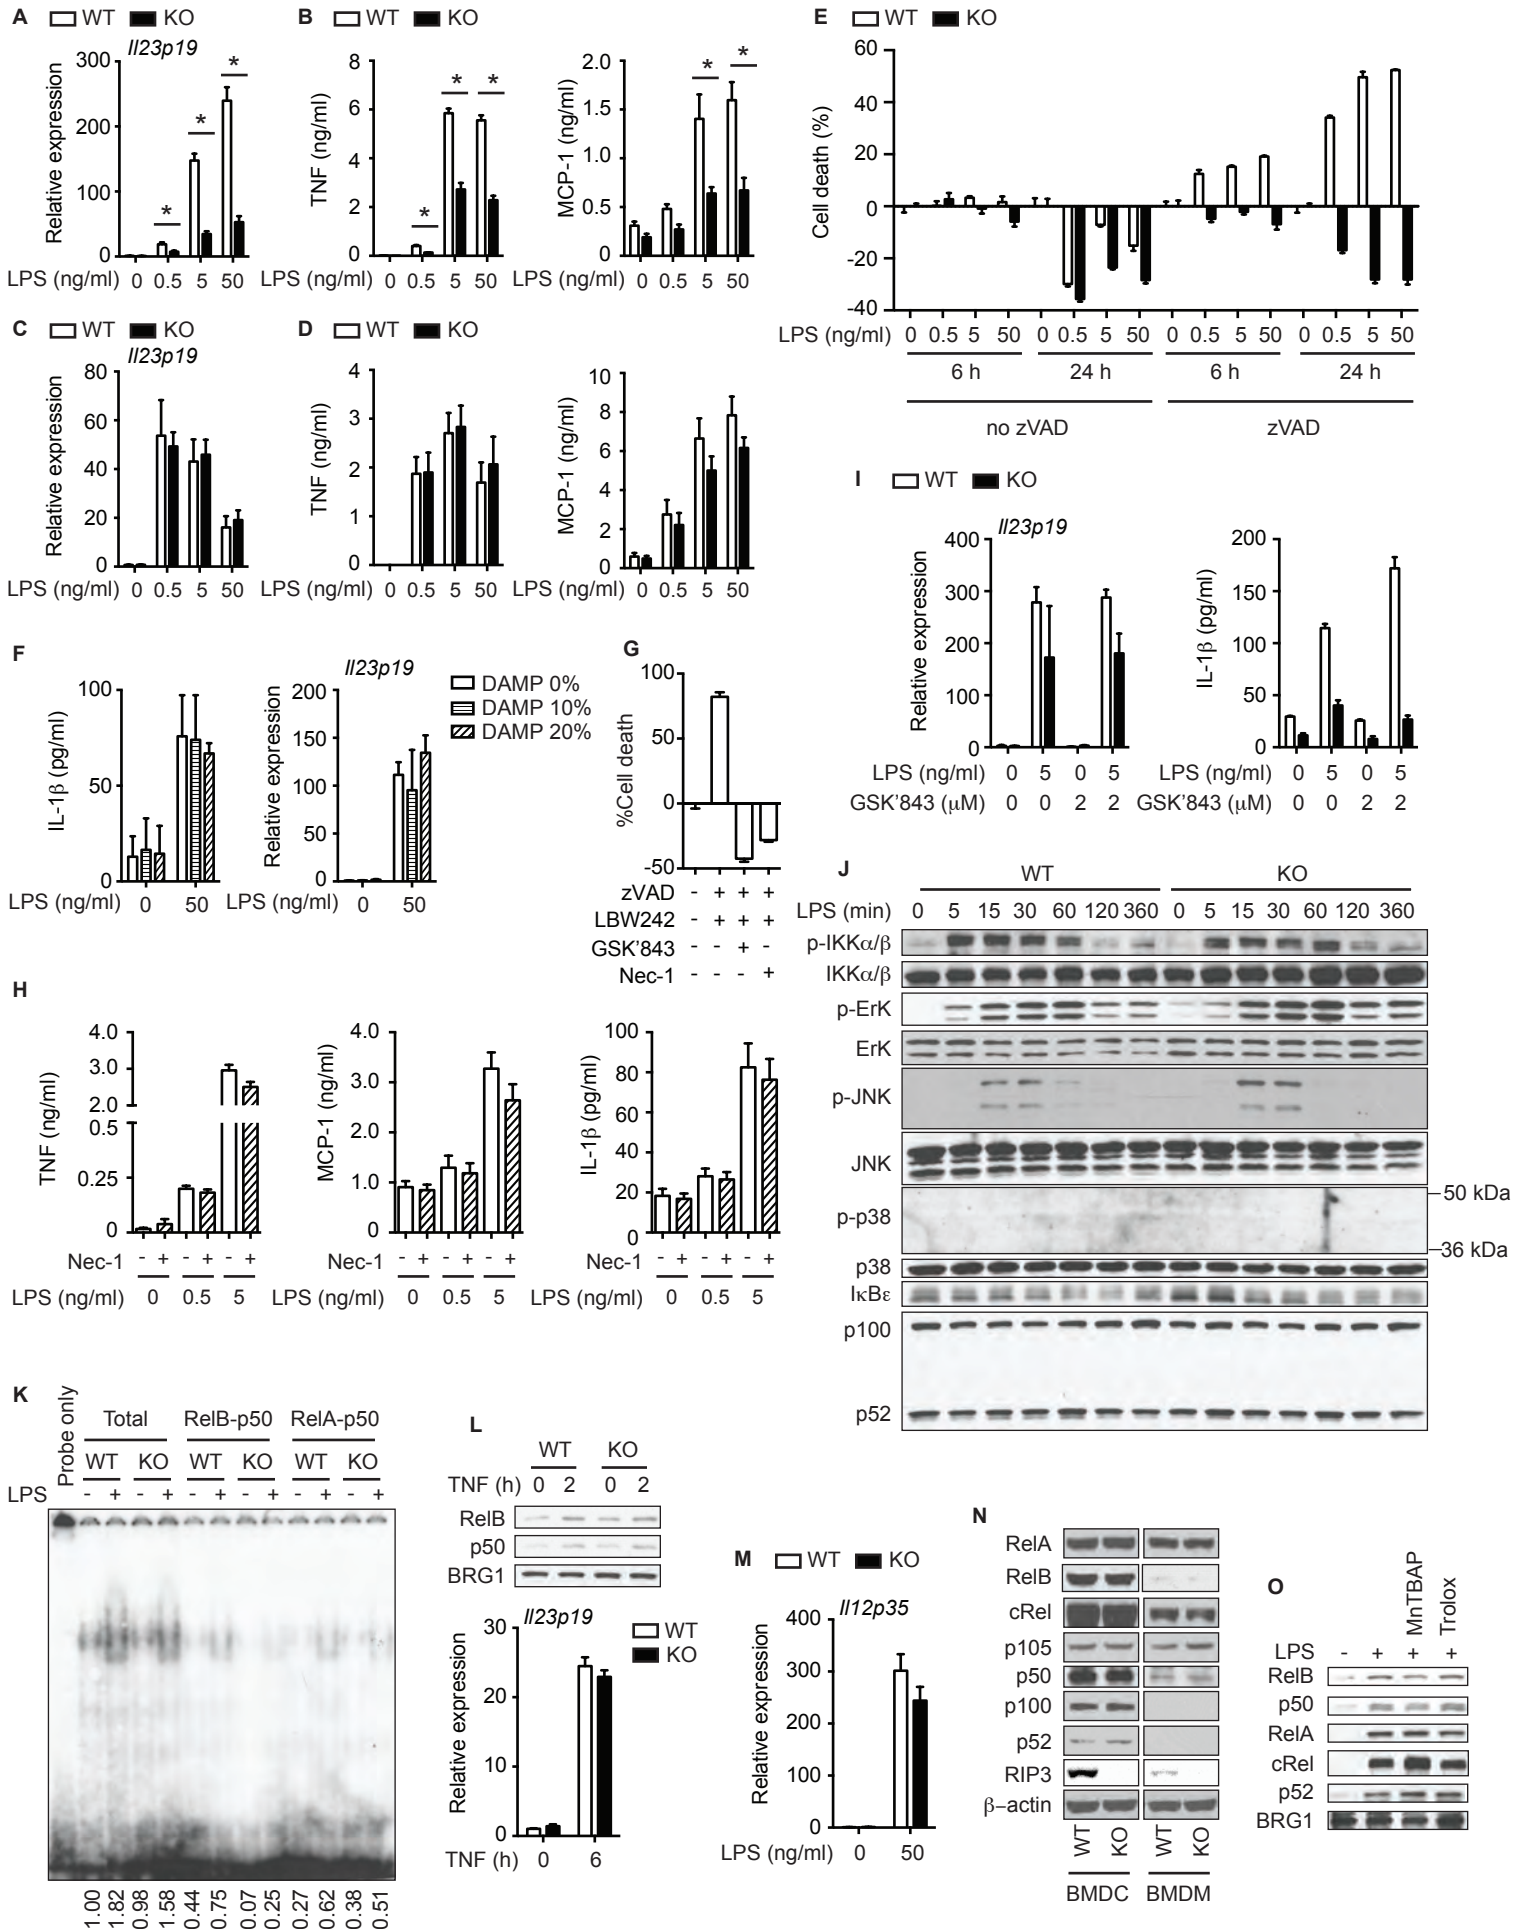 A WT KO
Il23p19
Relative expression
300
200
100
0
* * *
LPS (ng/ml) 0 0.5 5 50
B WT KO
TNF (ng/ml)
8
6
4
2
0
* * *
LPS (ng/ml) 0 0.5 5 50
MCP-1 (ng/ml)
2.0
1.5
1.0
0.5
0
* *
0 0.5 5 50
C WT KO
Il23p19
Relative expression
80
60
40
20
0
LPS (ng/ml) 0 0.5 5 50
D WT KO
TNF (ng/ml)
4
3
2
1
0
LPS (ng/ml) 0 0.5 5 50
MCP-1 (ng/ml)
10
8
6
4
2
0
0 0.5 5 50
E WT KO
Cell death (%)
60
40
20
0
-20
-40
LPS (ng/ml) 0 0.5 5 50 0 0.5 5 50 0 0.5 5 50 0 0.5 5 50
6 h 24 h 6 h 24 h
no zVAD zVAD
F
IL-1β (pg/ml)
100
50
0
LPS (ng/ml) 0 50
Il23p19
Relative expression
200
150
100
50
0
LPS (ng/ml) 0 50
DAMP 0%
DAMP 10%
DAMP 20%
G
%Cell death
100
50
0
-50
zVAD - + + +
LBW242 - + + +
GSK'843 - - + -
Nec-1 - - - +
H
TNF (ng/ml)
4.0
3.0
2.0
0.5
0.25
0
Nec-1 - + - + - +
LPS (ng/ml) 0 0.5 5
MCP-1 (ng/ml)
4.0
3.0
2.0
1.0
0
Nec-1 - + - + - +
LPS (ng/ml) 0 0.5 5
IL-1β (pg/ml)
100
80
60
40
20
0
Nec-1 - + - + - +
LPS (ng/ml) 0 0.5 5
I WT KO
Il23p19
Relative expression
400
300
200
100
0
LPS (ng/ml) 0 5 0 5
GSK'843 (μM) 0 0 2 2
IL-1β (pg/ml)
200
150
100
50
0
LPS (ng/ml) 0 5 0 5
GSK'843 (μM) 0 0 2 2
J
WT KO
LPS (min) 0 5 15 30 60 120 360 0 5 15 30 60 120 360
p-IKKα/β
IKKα/β
p-ErK
ErK
p-JNK
JNK
p-p38
50 kDa
36 kDa
p38
IκBε
p100
p52
K
Probe only
Total RelB-p50 RelA-p50
WT KO WT KO WT KO
LPS - + - + - + - + - + - +
1.00 1.82 0.98 1.58 0.44 0.75 0.07 0.25 0.27 0.62 0.38 0.51
L
WT KO
TNF (h) 0 2 0 2
RelB
p50
BRG1
Il23p19
WT
KO
Relative expression
30
20
10
0
TNF (h) 0 6
M WT KO
Il12p35
Relative expression
400
300
200
100
0
LPS (ng/ml) 0 50
N
RelA
RelB
cRel
p105
p50
p100
p52
RIP3
β−actin
WT KO WT KO
BMDC BMDM
O
MnTBAP
Trolox
LPS - + + +
RelB
p50
RelA
cRel
p52
BRG1